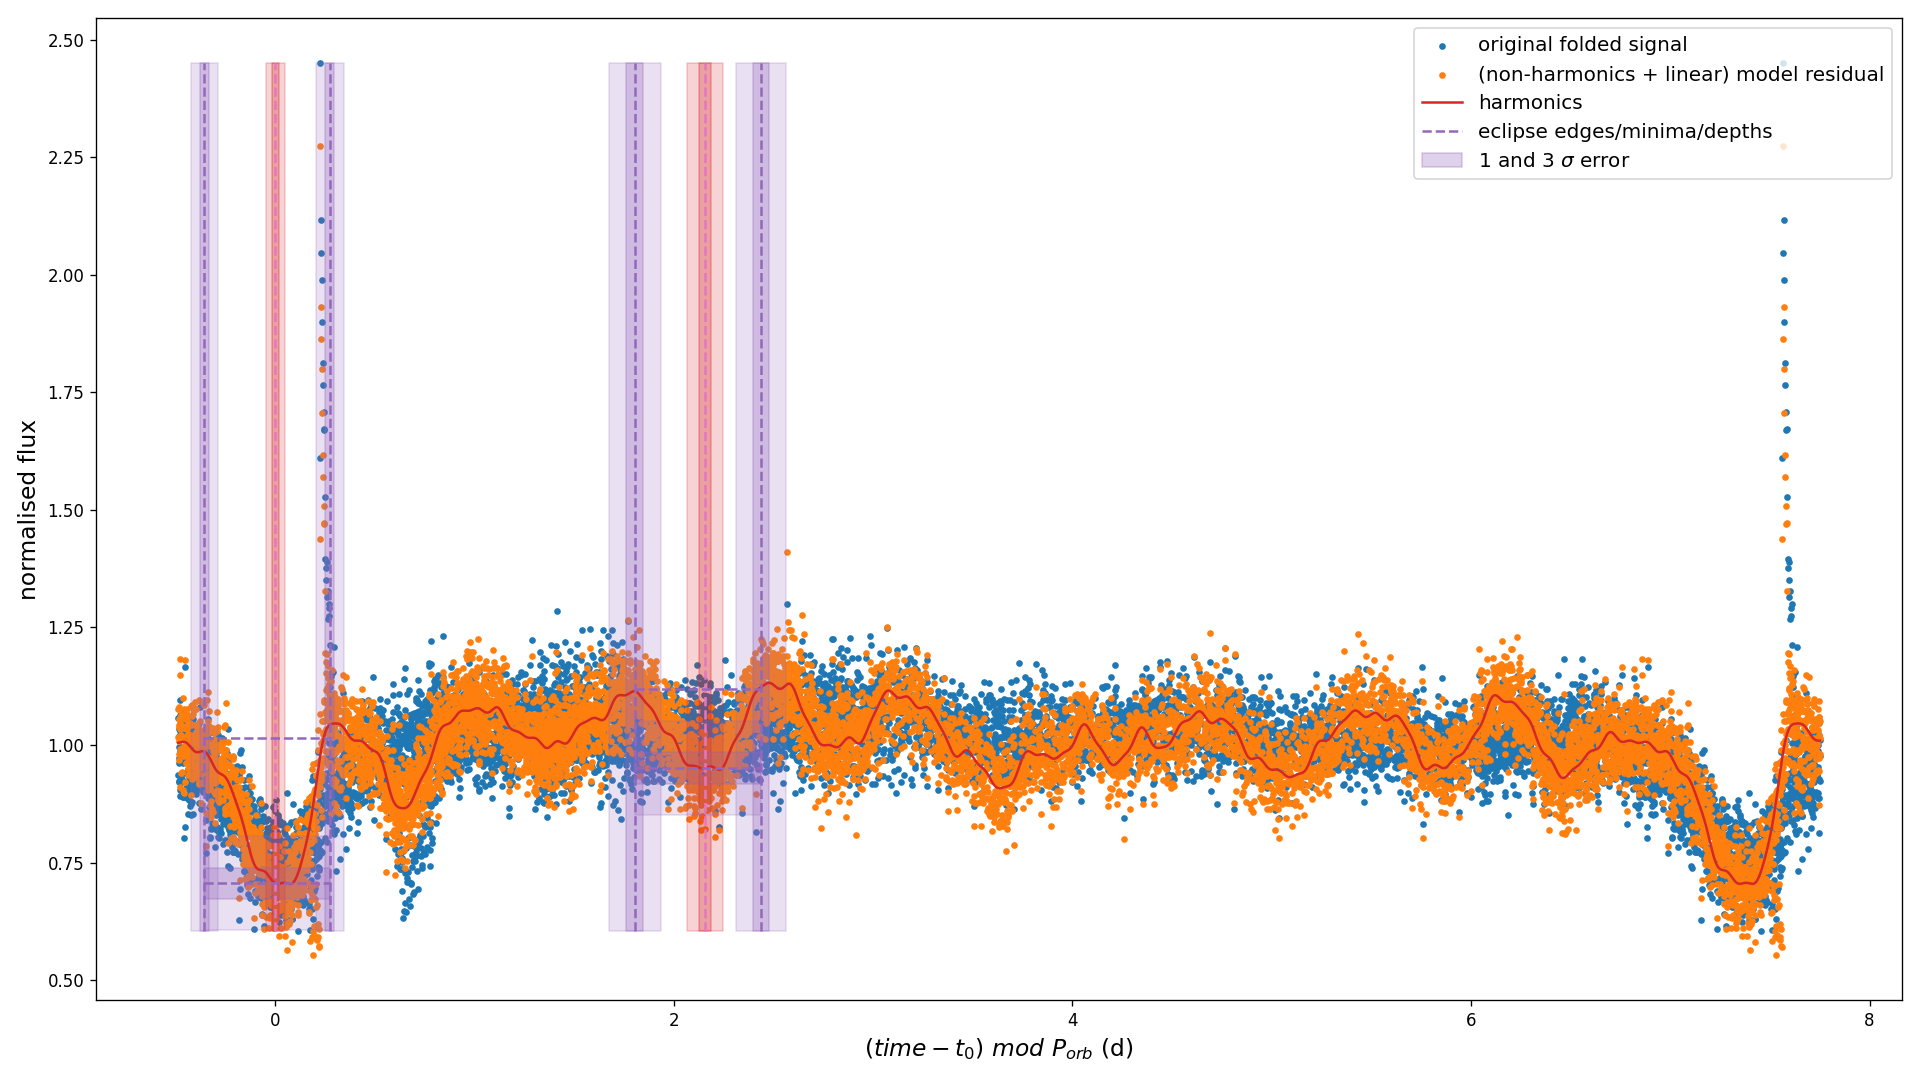 2.50
2.25
2.00
1.75
1.50
1.25
1.00
0.75
0.50
normalised flux
original folded signal
(non-harmonics + linear) model residual
harmonics
eclipse edges/minima/depths
1 and 3 σ error
0 2 4 6 8
(time − t₀) mod P_orb (d)